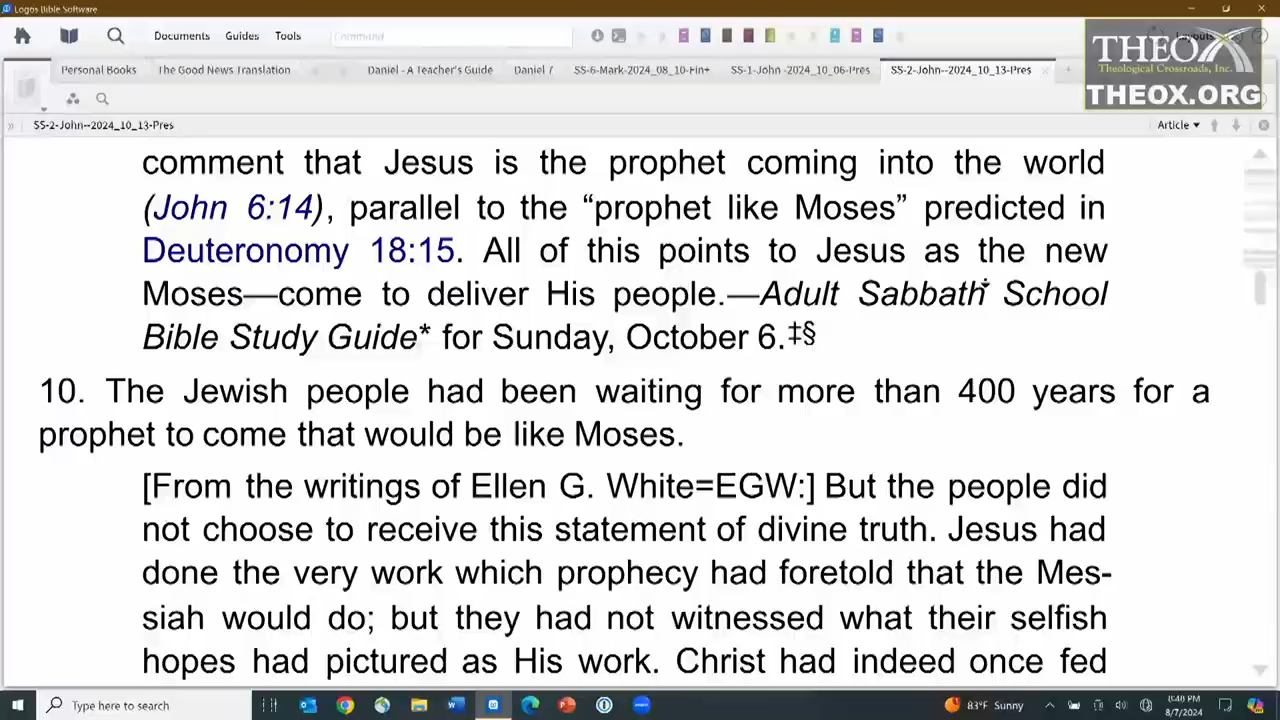 Logos Bible Software
Documents Guides Tools Command Layouts
THEOX
Theological Crossroads, Inc.
THEOX.ORG
Personal Books The Good News Translation Daniel 7 SS-6-Mark-2024_08_10-Fin+ SS-1-John -2024_10_06-Pres SS-2-John--2024_10_13-Pres
SS-2-John--2024_10_13-Pres Article
comment that Jesus is the prophet coming into the world
(John 6:14), parallel to the “prophet like Moses” predicted in
Deuteronomy 18:15. All of this points to Jesus as the new
Moses—come to deliver His people.—Adult Sabbath School
Bible Study Guide* for Sunday, October 6.‡§
10. The Jewish people had been waiting for more than 400 years for a
prophet to come that would be like Moses.
[From the writings of Ellen G. White=EGW:] But the people did
not choose to receive this statement of divine truth. Jesus had
done the very work which prophecy had foretold that the Mes-
siah would do; but they had not witnessed what their selfish
hopes had pictured as His work. Christ had indeed once fed
Type here to search
83°F Sunny
8:48 PM
8/7/2024